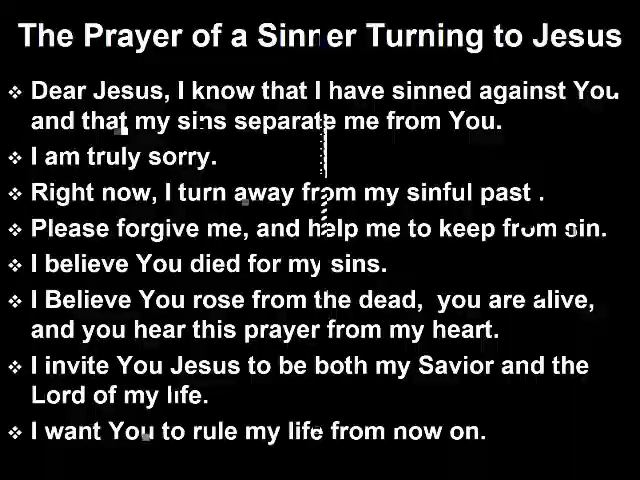 The Prayer of a Sinner Turning to Jesus
❖ Dear Jesus, I know that I have sinned against You
and that my sins separate me from You.
❖ I am truly sorry.
❖ Right now, I turn away from my sinful past .
❖ Please forgive me, and help me to keep from sin.
❖ I believe You died for my sins.
❖ I Believe You rose from the dead,  you are alive,
and you hear this prayer from my heart.
❖ I invite You Jesus to be both my Savior and the
Lord of my life.
❖ I want You to rule my life from now on.